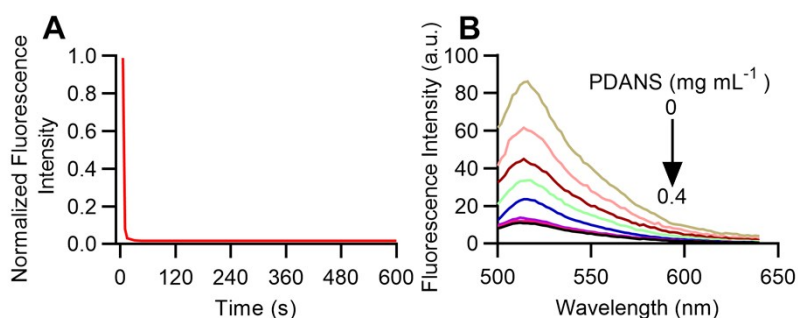 A
Normalized Fluorescence
Intensity
1.0
0.8
0.6
0.4
0.2
0.0
0 120 240 360 480 600
Time (s)
B
Fluorescence Intensity (a.u.)
100
80
60
40
20
0
500 550 600 650
Wavelength (nm)
PDANS (mg mL⁻¹)
0
0.4